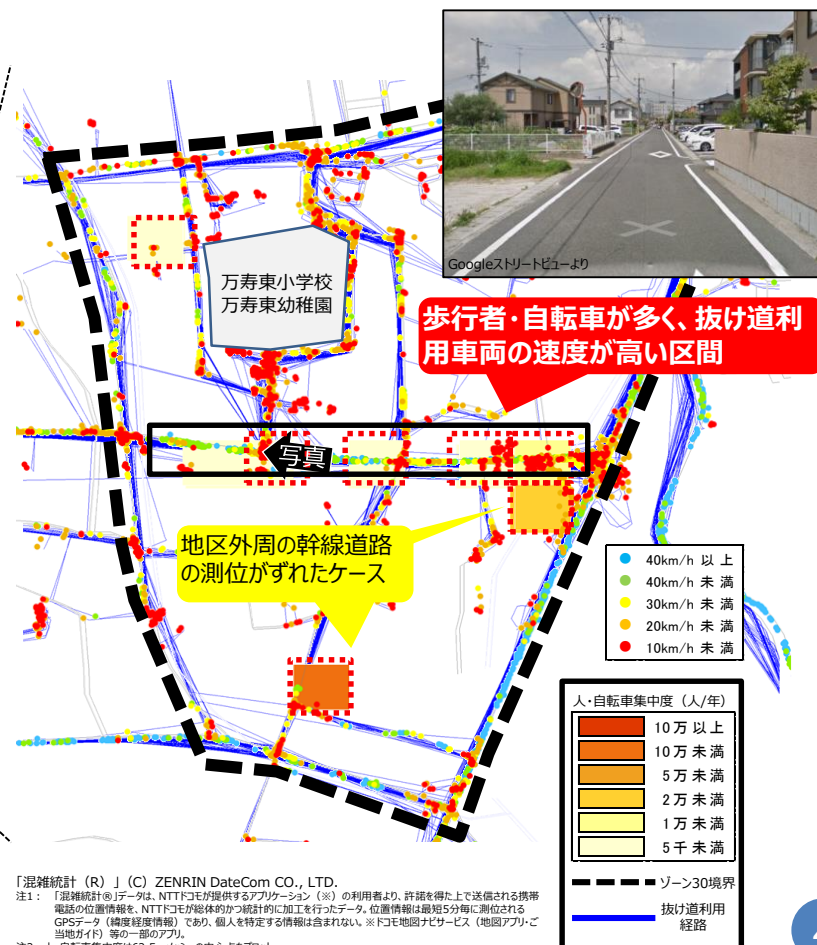 Googleストリートビューより
万寿東小学校
万寿東幼稚園
歩行者・自転車が多く、抜け道利
用車両の速度が高い区間
写真
地区外周の幹線道路
の測位がずれたケース
40km/h 以 上
40km/h 未 満
30km/h 未 満
20km/h 未 満
10km/h 未 満
人・自転車集中度（人/年）
10 万 以 上
10 万 未 満
5 万 未 満
2 万 未 満
1 万 未 満
5 千 未 満
ゾーン30境界
抜け道利用
経路
「混雑統計（R）」（C）ZENRIN DateCom CO., LTD.
注1： 「混雑統計®」データは、NTTドコモが提供するアプリケーション（※）の利用者より、許諾を得た上で送信される携帯
電話の位置情報を、NTTドコモが総体的かつ統計的に加工を行ったデータ。位置情報は最短5分毎に測位される
GPSデータ（緯度経度情報）であり、個人を特定する情報は含まれない。※ドコモ地図ナビサービス（地図アプリ・ご
当地ガイド）等の一部のアプリ。